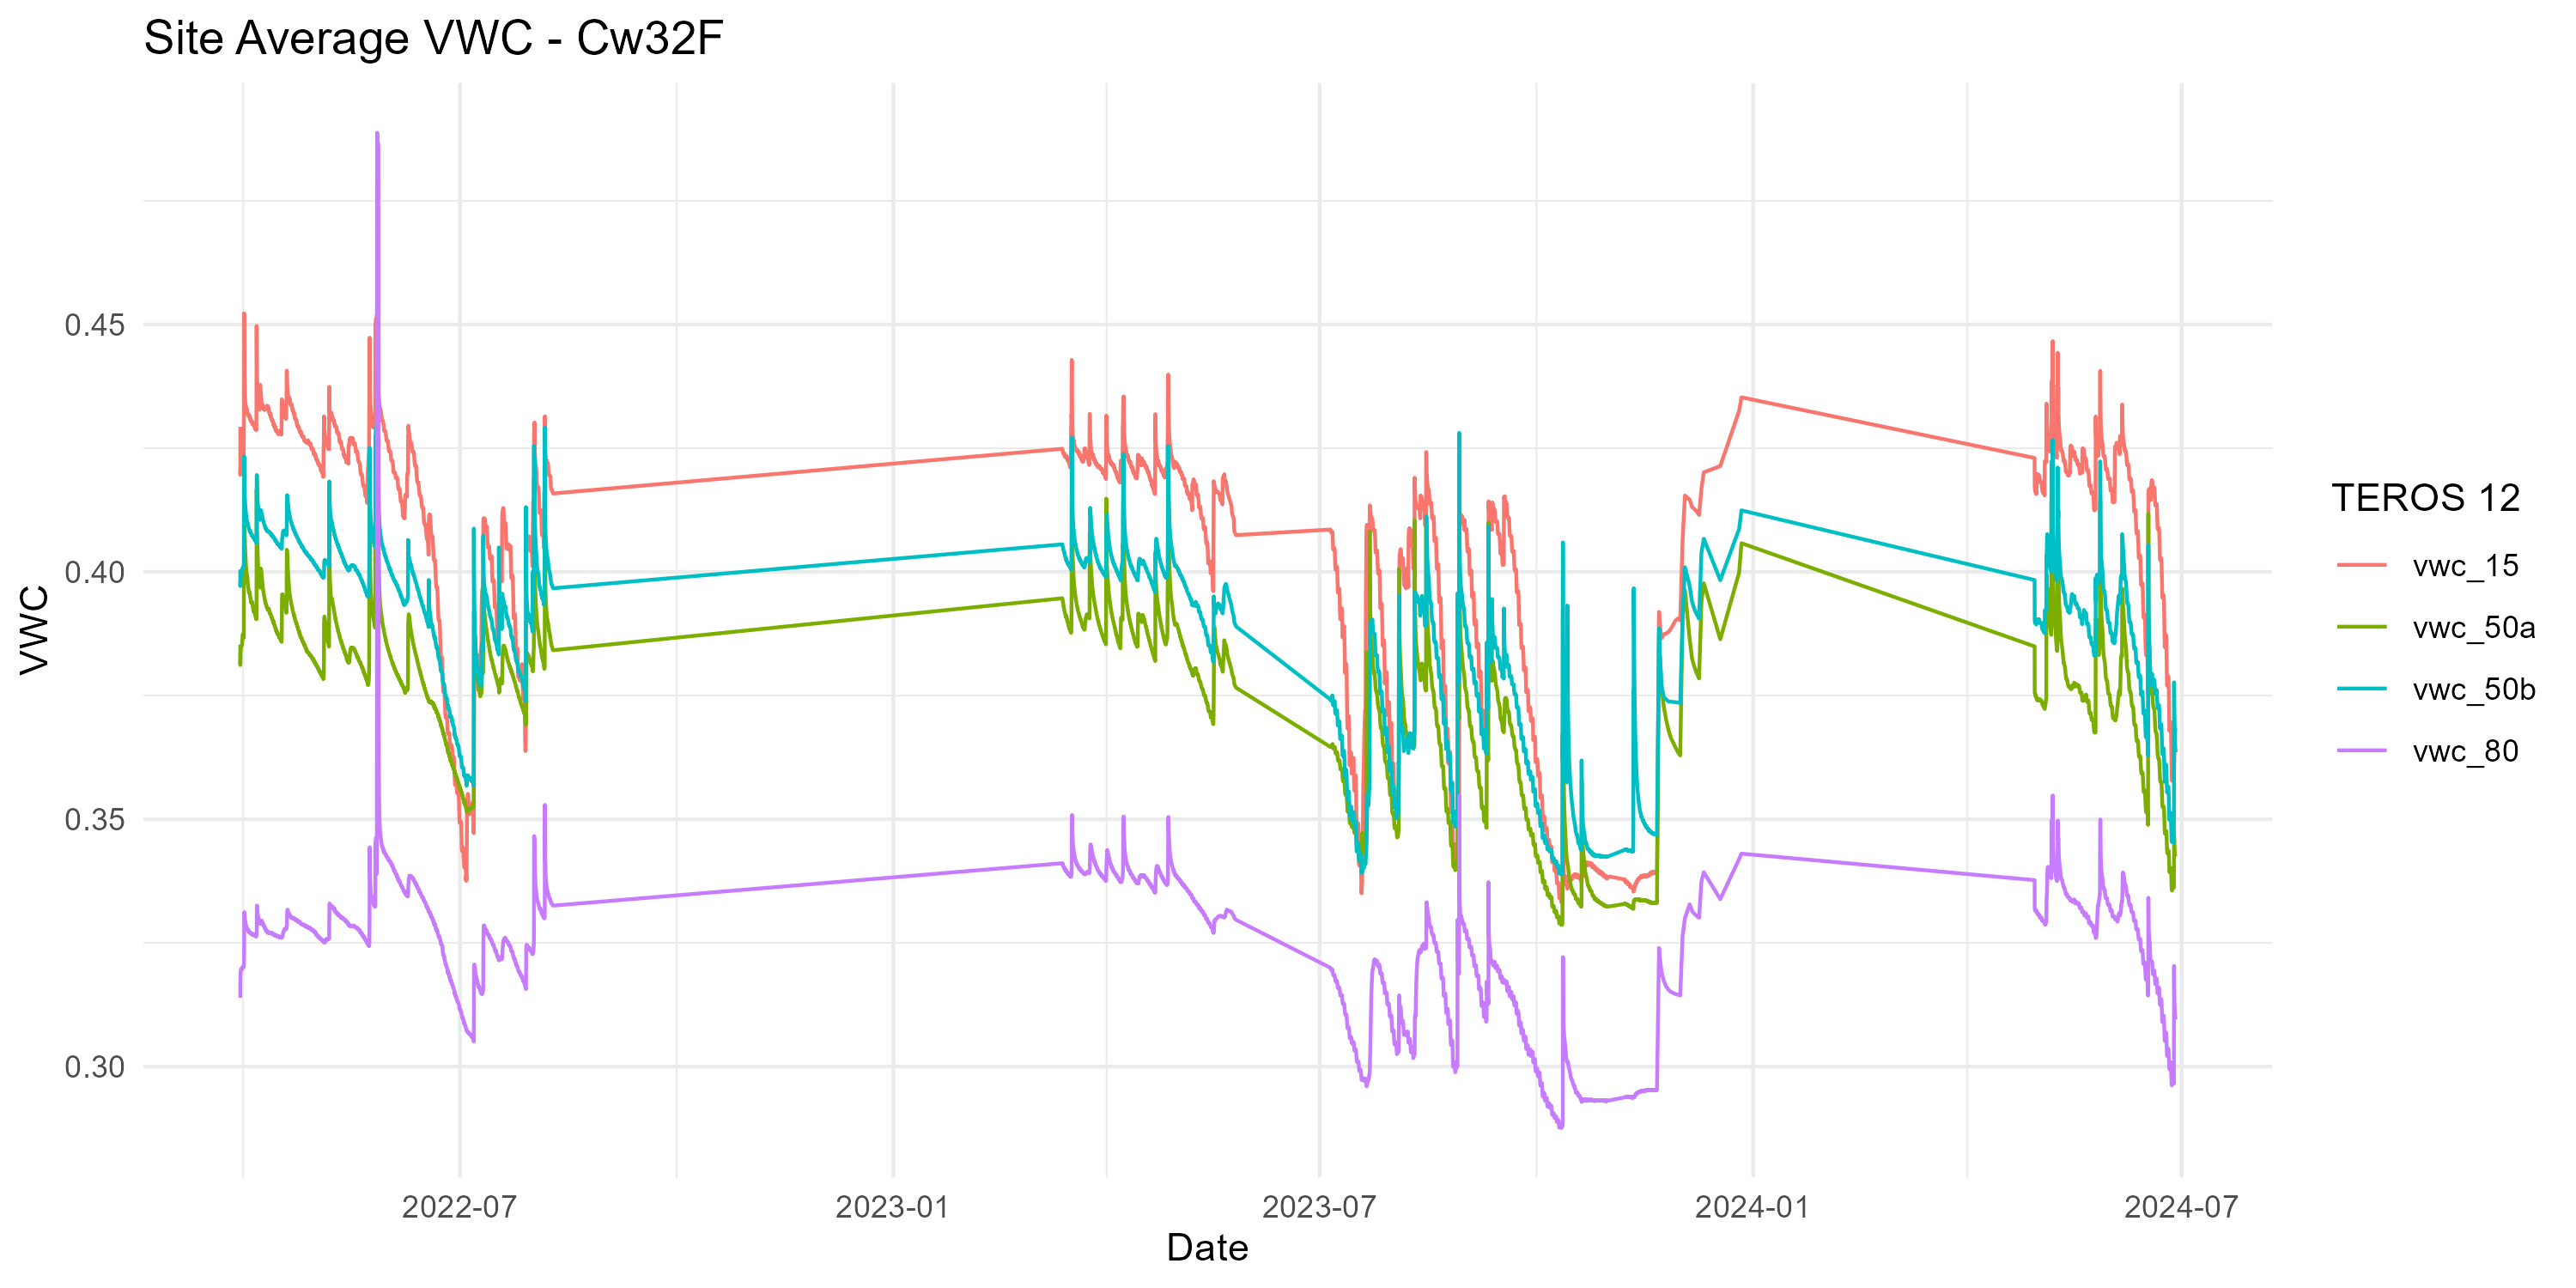 Site Average VWC - Cw32F
VWC
0.45
0.40
0.35
0.30
2022-07
2023-01
2023-07
2024-01
2024-07
Date
TEROS 12
vwc_15
vwc_50a
vwc_50b
vwc_80